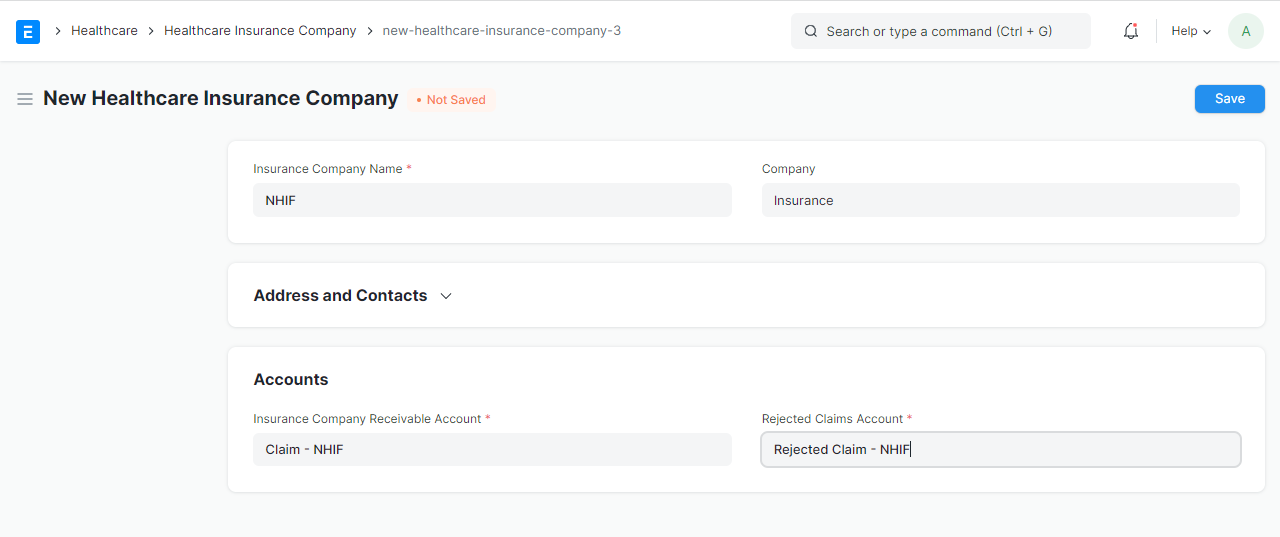 E > Healthcare > Healthcare Insurance Company > new-healthcare-insurance-company-3 Search or type a command (Ctrl + G) Help A
New Healthcare Insurance Company • Not Saved Save
Insurance Company Name * Company
NHIF Insurance
Address and Contacts
Accounts
Insurance Company Receivable Account * Rejected Claims Account *
Claim - NHIF Rejected Claim - NHIF